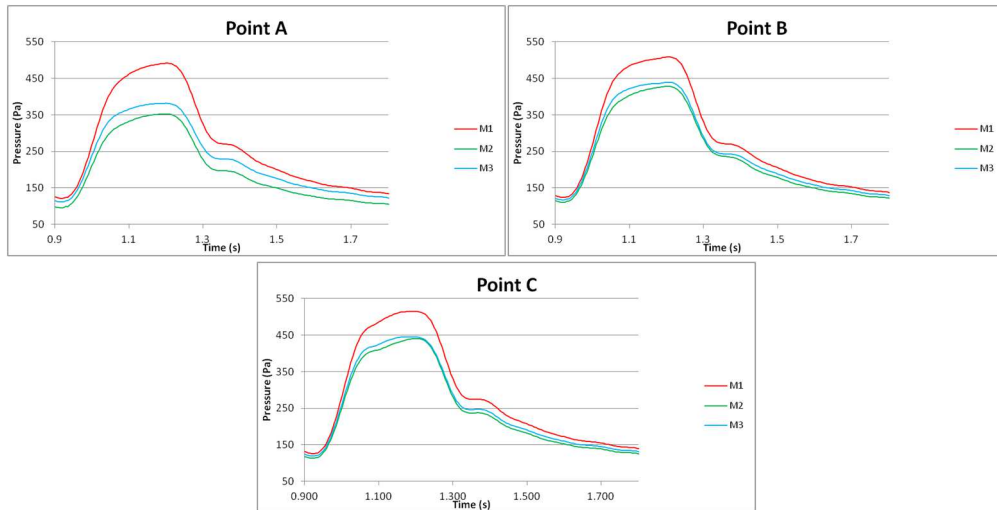 Point A
550
450
350
250
150
50
Pressure (Pa)
0.9 1.1 1.3 1.5 1.7
Time (s)
M1
M2
M3
Point B
550
450
350
250
150
50
Pressure (Pa)
0.9 1.1 1.3 1.5 1.7
Time (s)
M1
M2
M3
Point C
550
450
350
250
150
50
Pressure (Pa)
0.900 1.100 1.300 1.500 1.700
Time (s)
M1
M2
M3